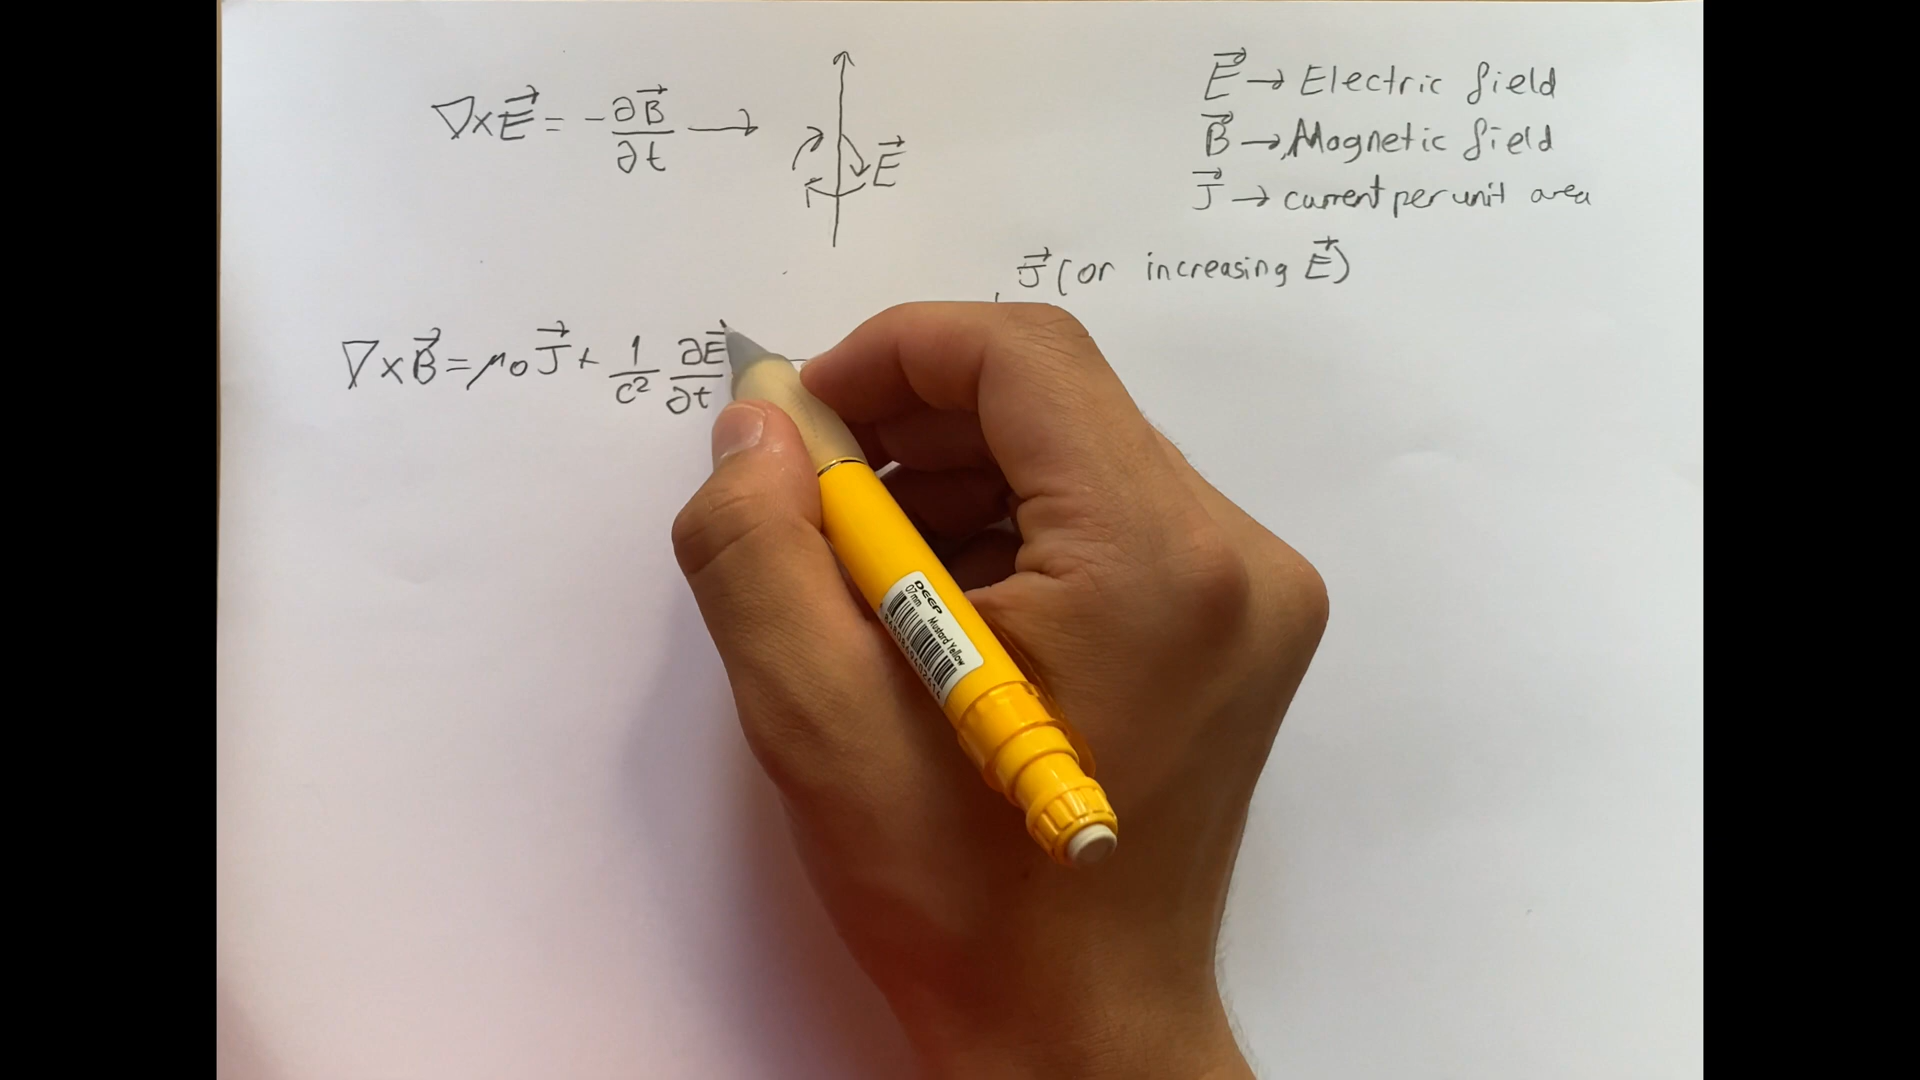 ∇×E⃗ = -∂B⃗/∂t →
E⃗
E⃗ → Electric field
B⃗ → Magnetic field
J⃗ → current per unit area
J⃗ (or increasing E⃗)
∇×B⃗ = μ₀J⃗ + 1/c² ∂E⃗/∂t
DEEP
0.7mm Mustard Yellow